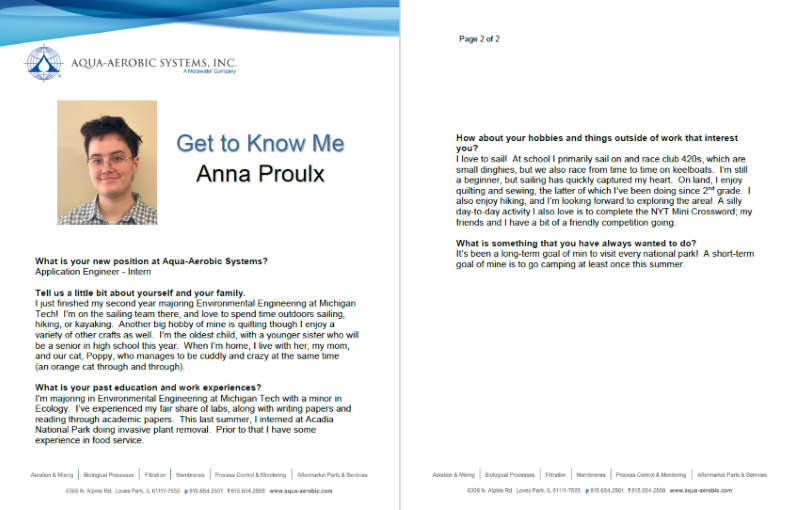 AQUA-AEROBIC SYSTEMS, INC.
A Metawater Company
Get to Know Me
Anna Proulx
What is your new position at Aqua-Aerobic Systems?
Application Engineer - Intern
Tell us a little bit about yourself and your family.
I just finished my second year majoring Environmental Engineering at Michigan
Tech! I'm on the sailing team there, and love to spend time outdoors sailing,
hiking, or kayaking. Another big hobby of mine is quilting though I enjoy a
variety of other crafts as well. I'm the oldest child, with a younger sister who will
be a senior in high school this year. When I'm home, I live with her, my mom,
and our cat, Poppy, who manages to be cuddly and crazy at the same time
(an orange cat through and through).
What is your past education and work experiences?
I'm majoring in Environmental Engineering at Michigan Tech with a minor in
Ecology. I've experienced my fair share of labs, along with writing papers and
reading through academic papers. This last summer, I interned at Acadia
National Park doing invasive plant removal. Prior to that I have some
experience in food service.
Aeration & Mixing | Biological Processes | Filtration | Membranes | Process Control & Monitoring | Aftermarket Parts & Services
6306 N. Alpine Rd. Loves Park, IL 61111-7655 p 815.654.2501 f 815.654.2508 www.aqua-aerobic.com
Page 2 of 2
How about your hobbies and things outside of work that interest
you?
I love to sail! At school I primarily sail on and race club 420s, which are
small dinghies, but we also race from time to time on keelboats. I'm still
a beginner, but sailing has quickly captured my heart. On land, I enjoy
quilting and sewing, the latter of which I've been doing since 2nd grade. I
also enjoy hiking, and I'm looking forward to exploring the area! A silly
day-to-day activity I also love is to complete the NYT Mini Crossword; my
friends and I have a bit of a friendly competition going.
What is something that you have always wanted to do?
It's been a long-term goal of min to visit every national park! A short-term
goal of mine is to go camping at least once this summer.
Aeration & Mixing | Biological Processes | Filtration | Membranes | Process Control & Monitoring | Aftermarket Parts & Services
6306 N. Alpine Rd. Loves Park, IL 61111-7655 p 815.654.2501 f 815.654.2508 www.aqua-aerobic.com